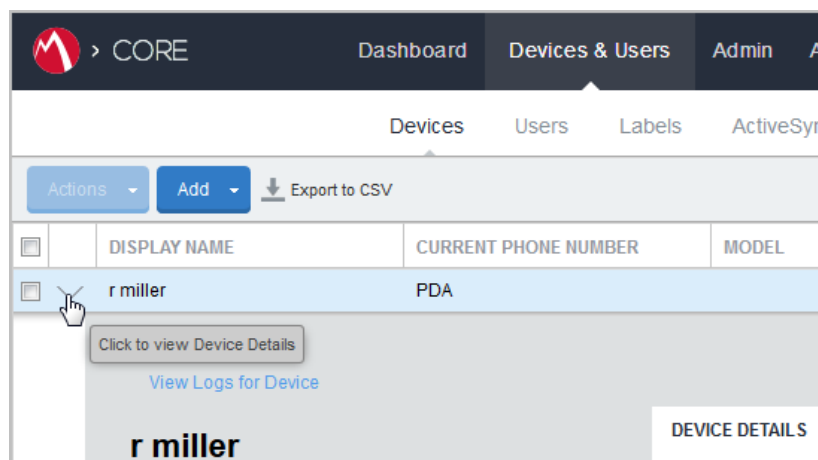 > CORE Dashboard Devices & Users Admin A
Devices Users Labels ActiveSyn
Actions Add Export to CSV
DISPLAY NAME CURRENT PHONE NUMBER MODEL
r miller PDA
Click to view Device Details
View Logs for Device
DEVICE DETAILS
r miller